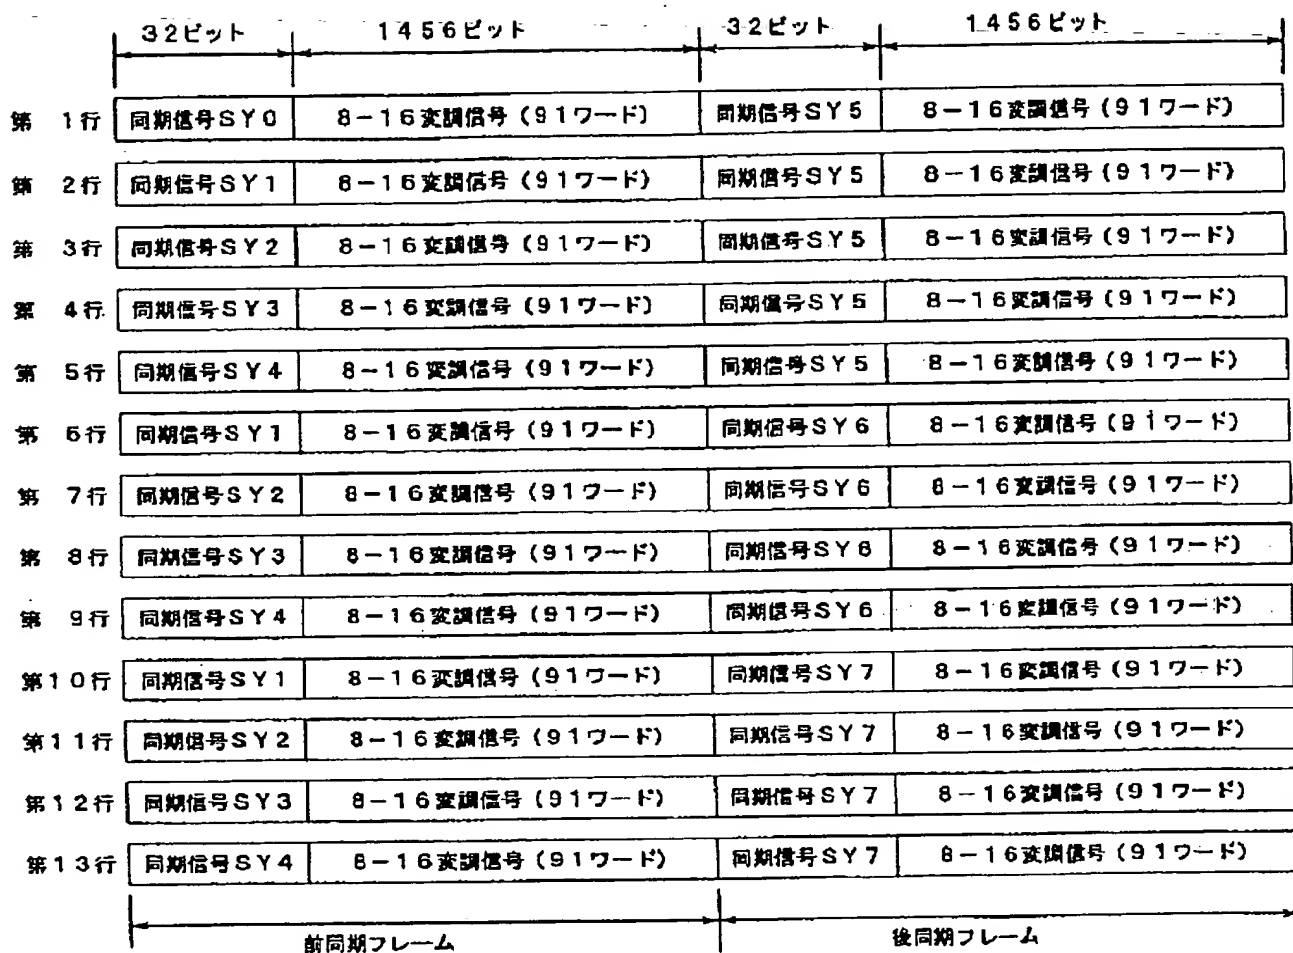 32ビット 1456ビット 32ビット 1456ビット
第 1行 同期信号SY0 8-16変調信号(91ワード) 同期信号SY5 8-16変調信号(91ワード)
第 2行 同期信号SY1 8-16変調信号(91ワード) 同期信号SY5 8-16変調信号(91ワード)
第 3行 同期信号SY2 8-16変調信号(91ワード) 同期信号SY5 8-16変調信号(91ワード)
第 4行 同期信号SY3 8-16変調信号(91ワード) 同期信号SY5 8-16変調信号(91ワード)
第 5行 同期信号SY4 8-16変調信号(91ワード) 同期信号SY5 8-16変調信号(91ワード)
第 6行 同期信号SY1 8-16変調信号(91ワード) 同期信号SY6 8-16変調信号(91ワード)
第 7行 同期信号SY2 8-16変調信号(91ワード) 同期信号SY6 8-16変調信号(91ワード)
第 8行 同期信号SY3 8-16変調信号(91ワード) 同期信号SY6 8-16変調信号(91ワード)
第 9行 同期信号SY4 8-16変調信号(91ワード) 同期信号SY6 8-16変調信号(91ワード)
第10行 同期信号SY1 8-16変調信号(91ワード) 同期信号SY7 8-16変調信号(91ワード)
第11行 同期信号SY2 8-16変調信号(91ワード) 同期信号SY7 8-16変調信号(91ワード)
第12行 同期信号SY3 8-16変調信号(91ワード) 同期信号SY7 8-16変調信号(91ワード)
第13行 同期信号SY4 8-16変調信号(91ワード) 同期信号SY7 8-16変調信号(91ワード)
前同期フレーム 後同期フレーム